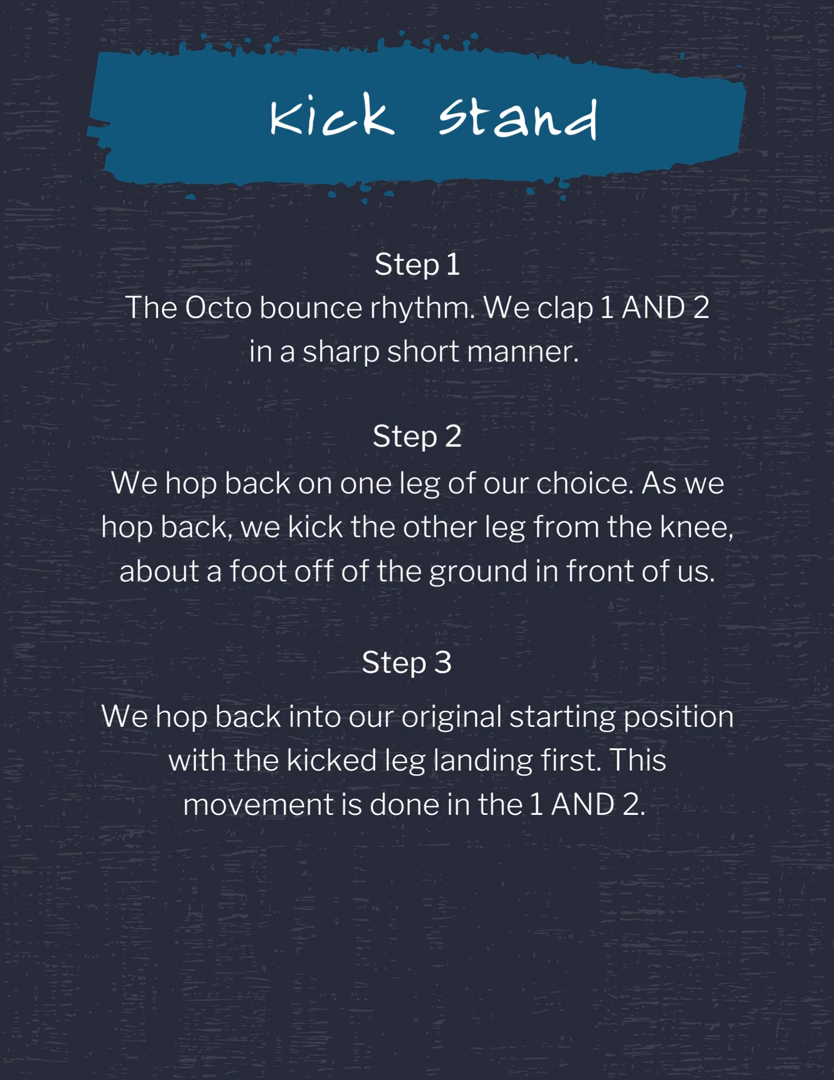 Kick Stand
Step 1
The Octo bounce rhythm. We clap 1 AND 2
in a sharp short manner.
Step 2
We hop back on one leg of our choice. As we
hop back, we kick the other leg from the knee,
about a foot off of the ground in front of us.
Step 3
We hop back into our original starting position
with the kicked leg landing first. This
movement is done in the 1 AND 2.